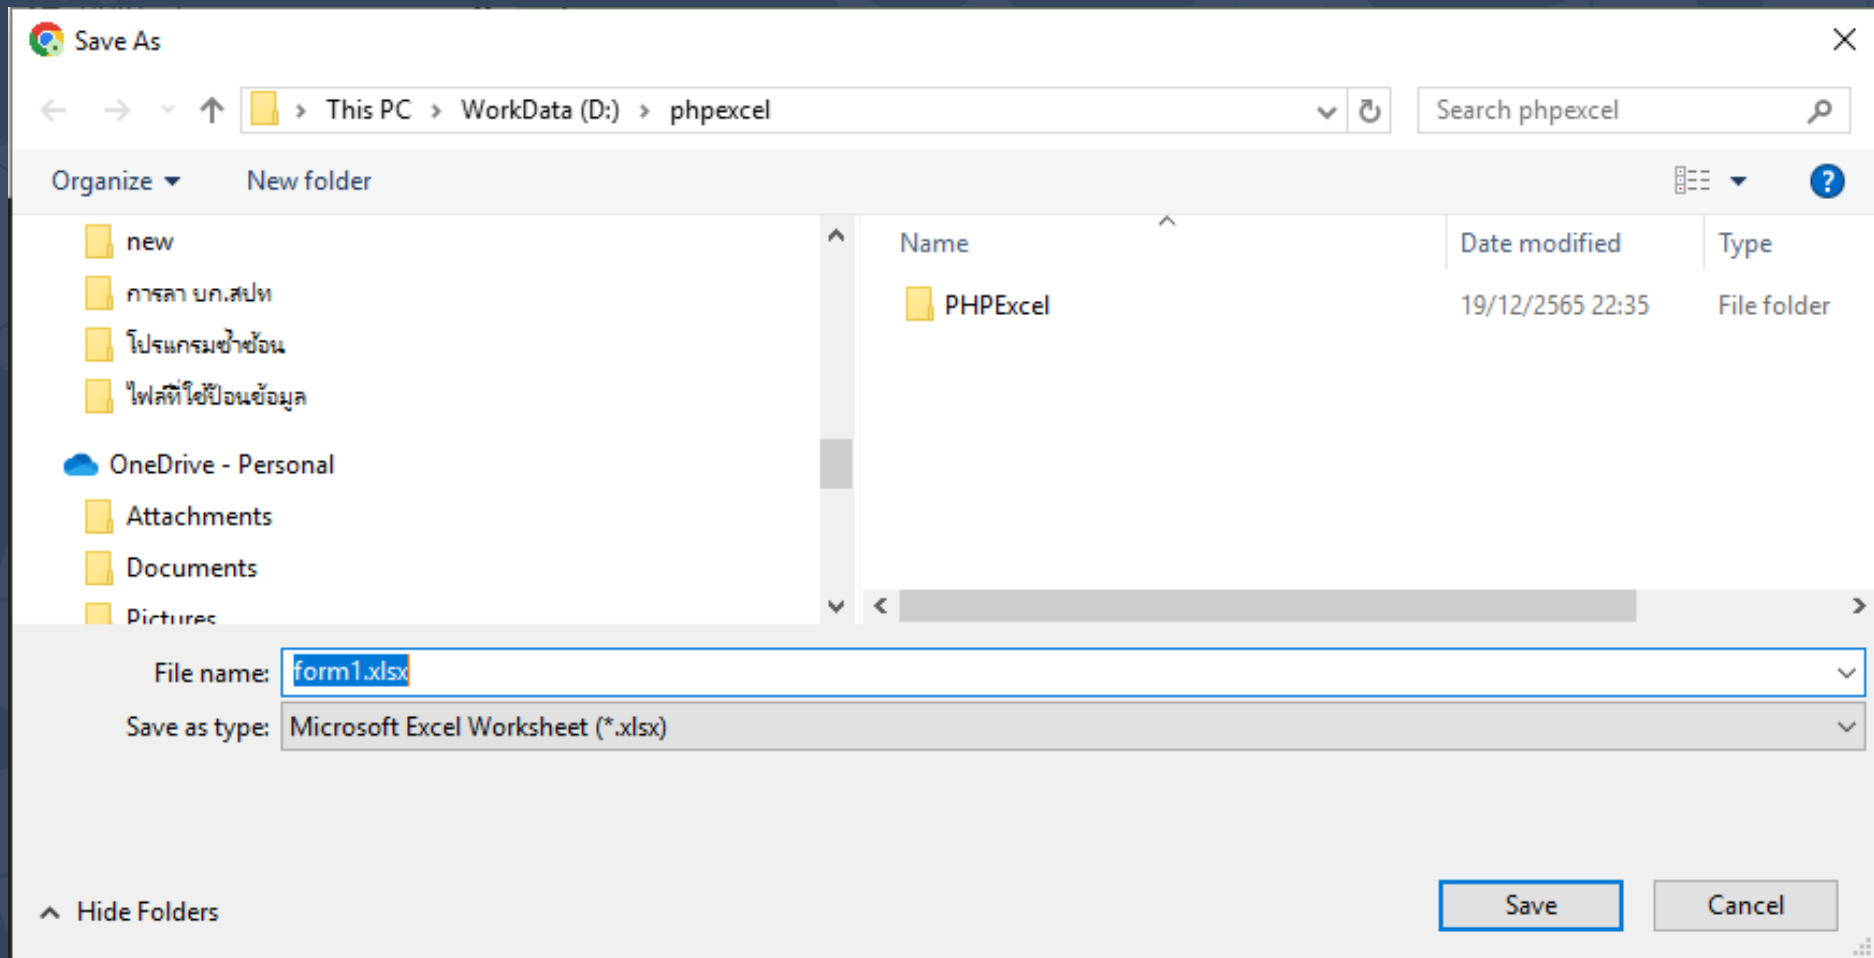 Save As
This PC > WorkData (D:) > phpexcel
Search phpexcel
Organize
New folder
new
การลา บก.สปท
โปรแกรมซ้ำซ้อน
ไฟล์ที่ใช้ป้อนข้อมูล
OneDrive - Personal
Attachments
Documents
Pictures
Name
Date modified
Type
PHPExcel
19/12/2565 22:35
File folder
File name: form1.xlsx
Save as type: Microsoft Excel Worksheet (*.xlsx)
Hide Folders
Save
Cancel